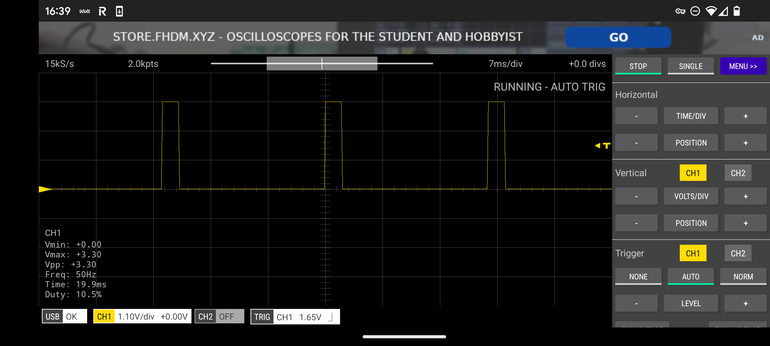 16:39
STORE.FHDM.XYZ - OSCILLOSCOPES FOR THE STUDENT AND HOBBYIST
GO
AD
15kS/s 2.0kpts 7ms/div +0.0 divs
STOP SINGLE MENU >>
RUNNING - AUTO TRIG
Horizontal
- TIME/DIV +
- POSITION +
T
Vertical CH1 CH2
- VOLTS/DIV +
- POSITION +
Trigger CH1 CH2
NONE AUTO NORM
- LEVEL +
CH1
Vmin: +0.00
Vmax: +3.30
Vpp: +3.30
Freq: 50Hz
Time: 19.9ms
Duty: 10.5%
USB OK CH1 1.10V/div +0.00V CH2 OFF TRIG CH1 1.65V